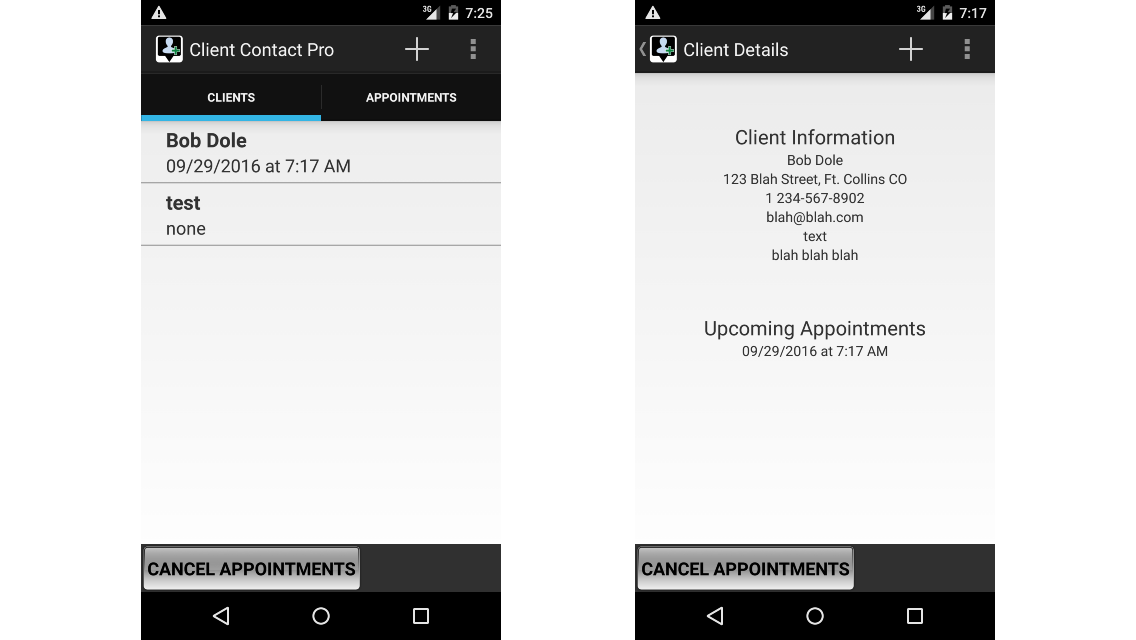 3G
7:25
Client Contact Pro
CLIENTS
APPOINTMENTS
Bob Dole
09/29/2016 at 7:17 AM
test
none
CANCEL APPOINTMENTS
3G
7:17
Client Details
Client Information
Bob Dole
123 Blah Street, Ft. Collins CO
1 234-567-8902
blah@blah.com
text
blah blah blah
Upcoming Appointments
09/29/2016 at 7:17 AM
CANCEL APPOINTMENTS